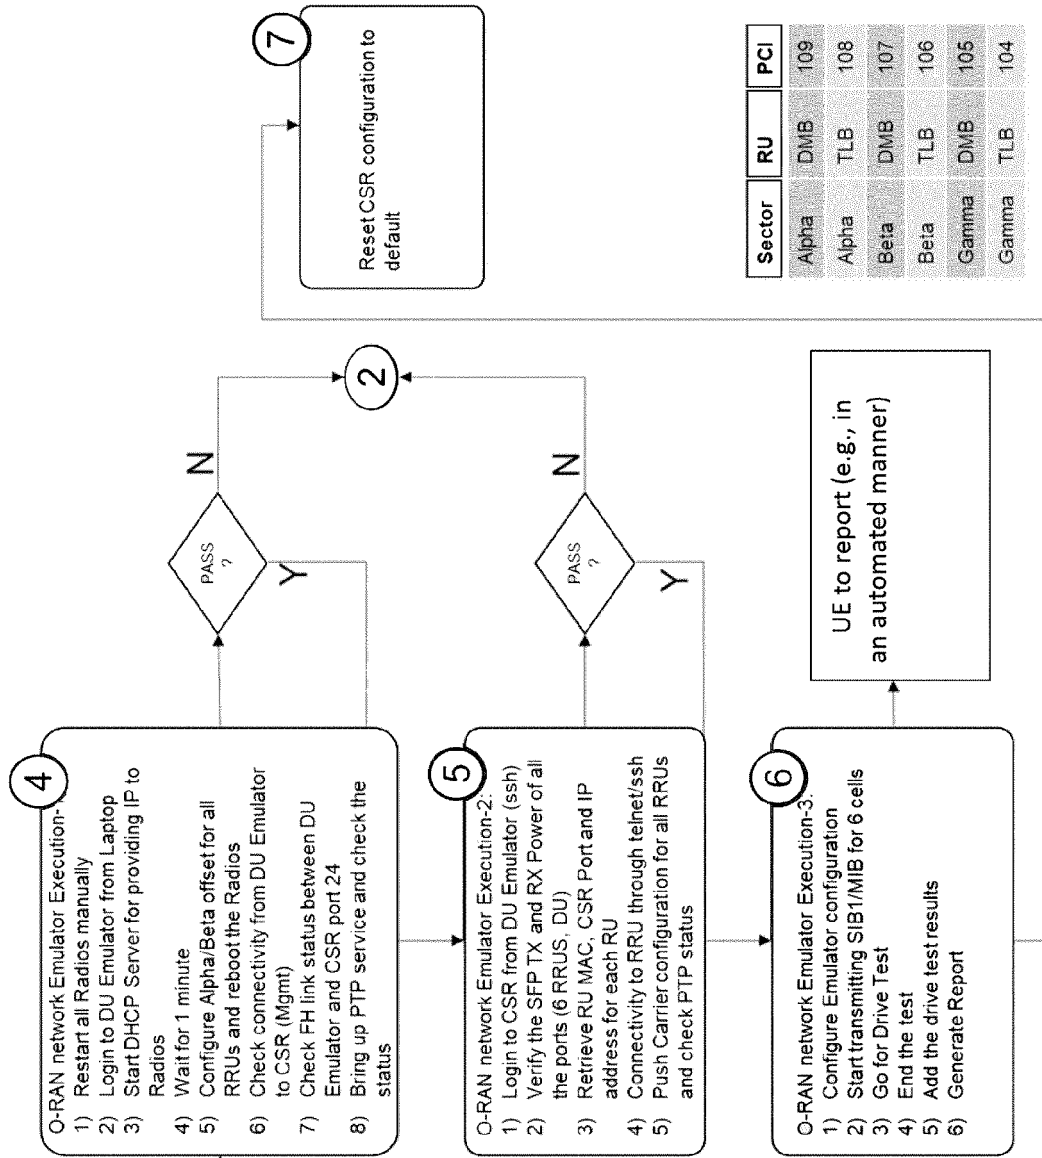 4
O-RAN network Emulator Execution-
1) Restart all Radios manually
2) Login to DU Emulator from Laptop
3) Start DHCP Server for providing IP to
Radios
4) Wait for 1 minute
5) Configure Alpha/Beta offset for all
RRUs and reboot the Radios
6) Check connectivity from DU Emulator
to CSR (Mgmt)
7) Check FH link status between DU
Emulator and CSR port 24
8) Bring up PTP service and check the
status
PASS
?
N
Y
2
5
O-RAN network Emulator Execution-2:
1) Login to CSR from DU Emulator (ssh)
2) Verify the SFP TX and RX Power of all
the ports (6 RRUS, DU)
3) Retrieve RU MAC, CSR Port and IP
address for each RU
4) Connectivity to RRU through telnet/ssh
5) Push Carrier configuration for all RRUs
and check PTP status
PASS
?
N
Y
6
O-RAN network Emulator Execution-3:
1) Configure Emulator configuration
2) Start transmitting SIB1/MIB for 6 cells
3) Go for Drive Test
4) End the test
5) Add the drive test results
6) Generate Report
UE to report (e.g., in
an automated manner)
7
Reset CSR configuration to
default
Sector RU PCI
Alpha DMB 109
Alpha TLB 108
Beta DMB 107
Beta TLB 106
Gamma DMB 105
Gamma TLB 104